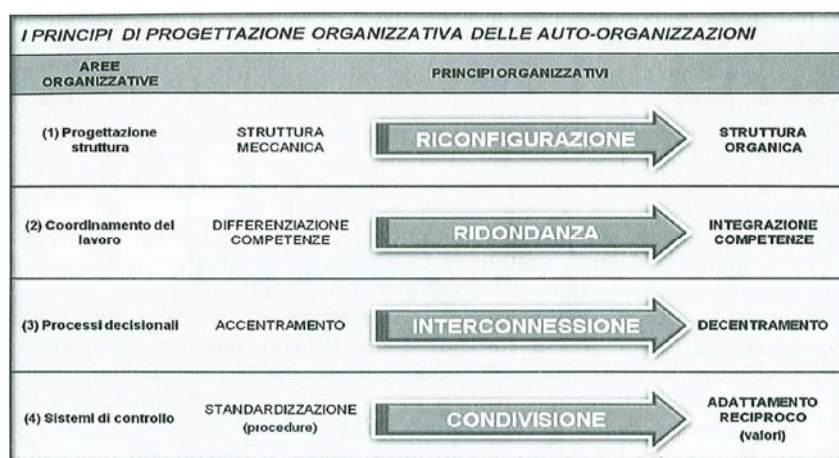 I PRINCIPI DI PROGETTAZIONE ORGANIZZATIVA DELLE AUTO-ORGANIZZAZIONI
AREE
ORGANIZZATIVE
PRINCIPI ORGANIZZATIVI
(1) Progettazione
struttura
STRUTTURA
MECCANICA
RICONFIGURAZIONE
STRUTTURA
ORGANICA
(2) Coordinamento del
lavoro
DIFFERENZIAZIONE
COMPETENZE
RIDONDANZA
INTEGRAZIONE
COMPETENZE
(3) Processi decisionali
ACCENTRAMENTO
INTERCONNESSIONE
DECENTRAMENTO
(4) Sistemi di controllo
STANDARDIZZAZIONE
(procedure)
CONDIVISIONE
ADATTAMENTO
RECIPROCO
(valori)